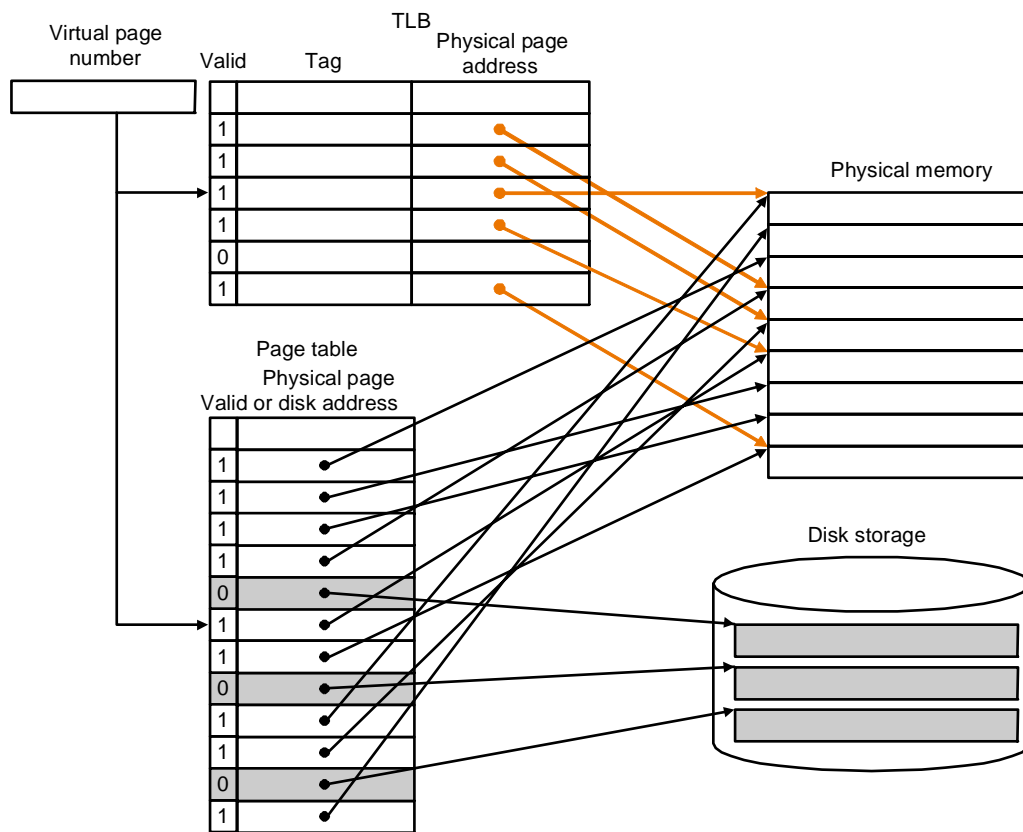 TLB
Virtual page
number
Valid
Tag
Physical page
address
1
1
1
1
0
1
Physical memory
Page table
Physical page
Valid or disk address
1
1
1
1
0
1
1
0
1
1
0
1
Disk storage